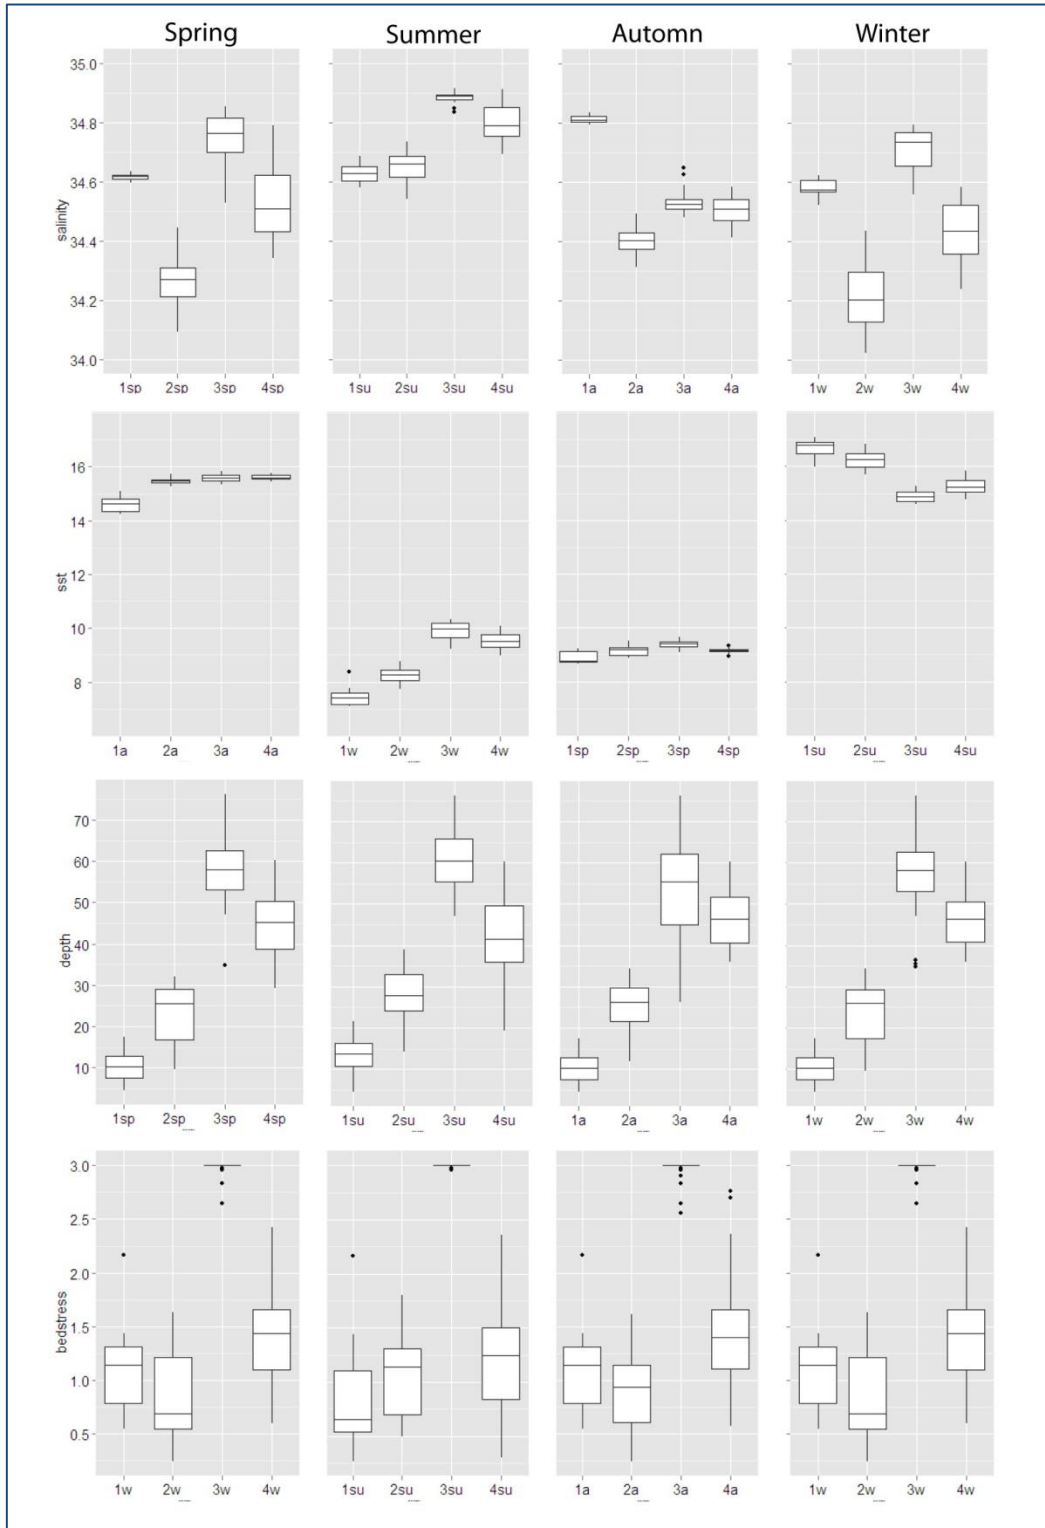 Spring Summer Automn Winter
35.0
34.8
34.6
34.4
34.2
34.0
salinity
1sp 2sp 3sp 4sp 1su 2su 3su 4su 1a 2a 3a 4a 1w 2w 3w 4w
16
14
12
10
8
sst
1a 2a 3a 4a 1w 2w 3w 4w 1sp 2sp 3sp 4sp 1su 2su 3su 4su
70
60
50
40
30
20
10
depth
1sp 2sp 3sp 4sp 1su 2su 3su 4su 1a 2a 3a 4a 1w 2w 3w 4w
3.0
2.5
2.0
1.5
1.0
0.5
bedstress
1w 2w 3w 4w 1su 2su 3su 4su 1a 2a 3a 4a 1w 2w 3w 4w